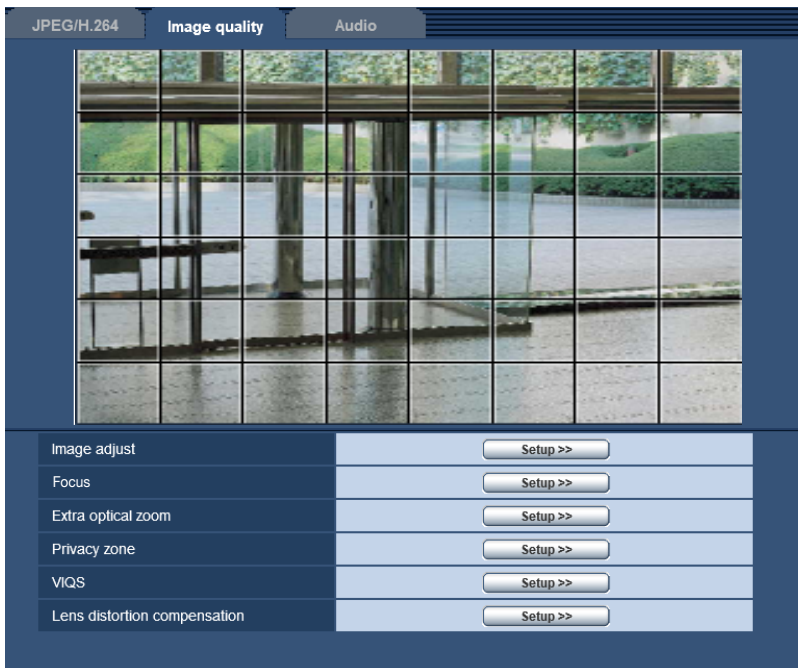 JPEG/H.264 Image quality Audio
Image adjust Setup >>
Focus Setup >>
Extra optical zoom Setup >>
Privacy zone Setup >>
VIQS Setup >>
Lens distortion compensation Setup >>